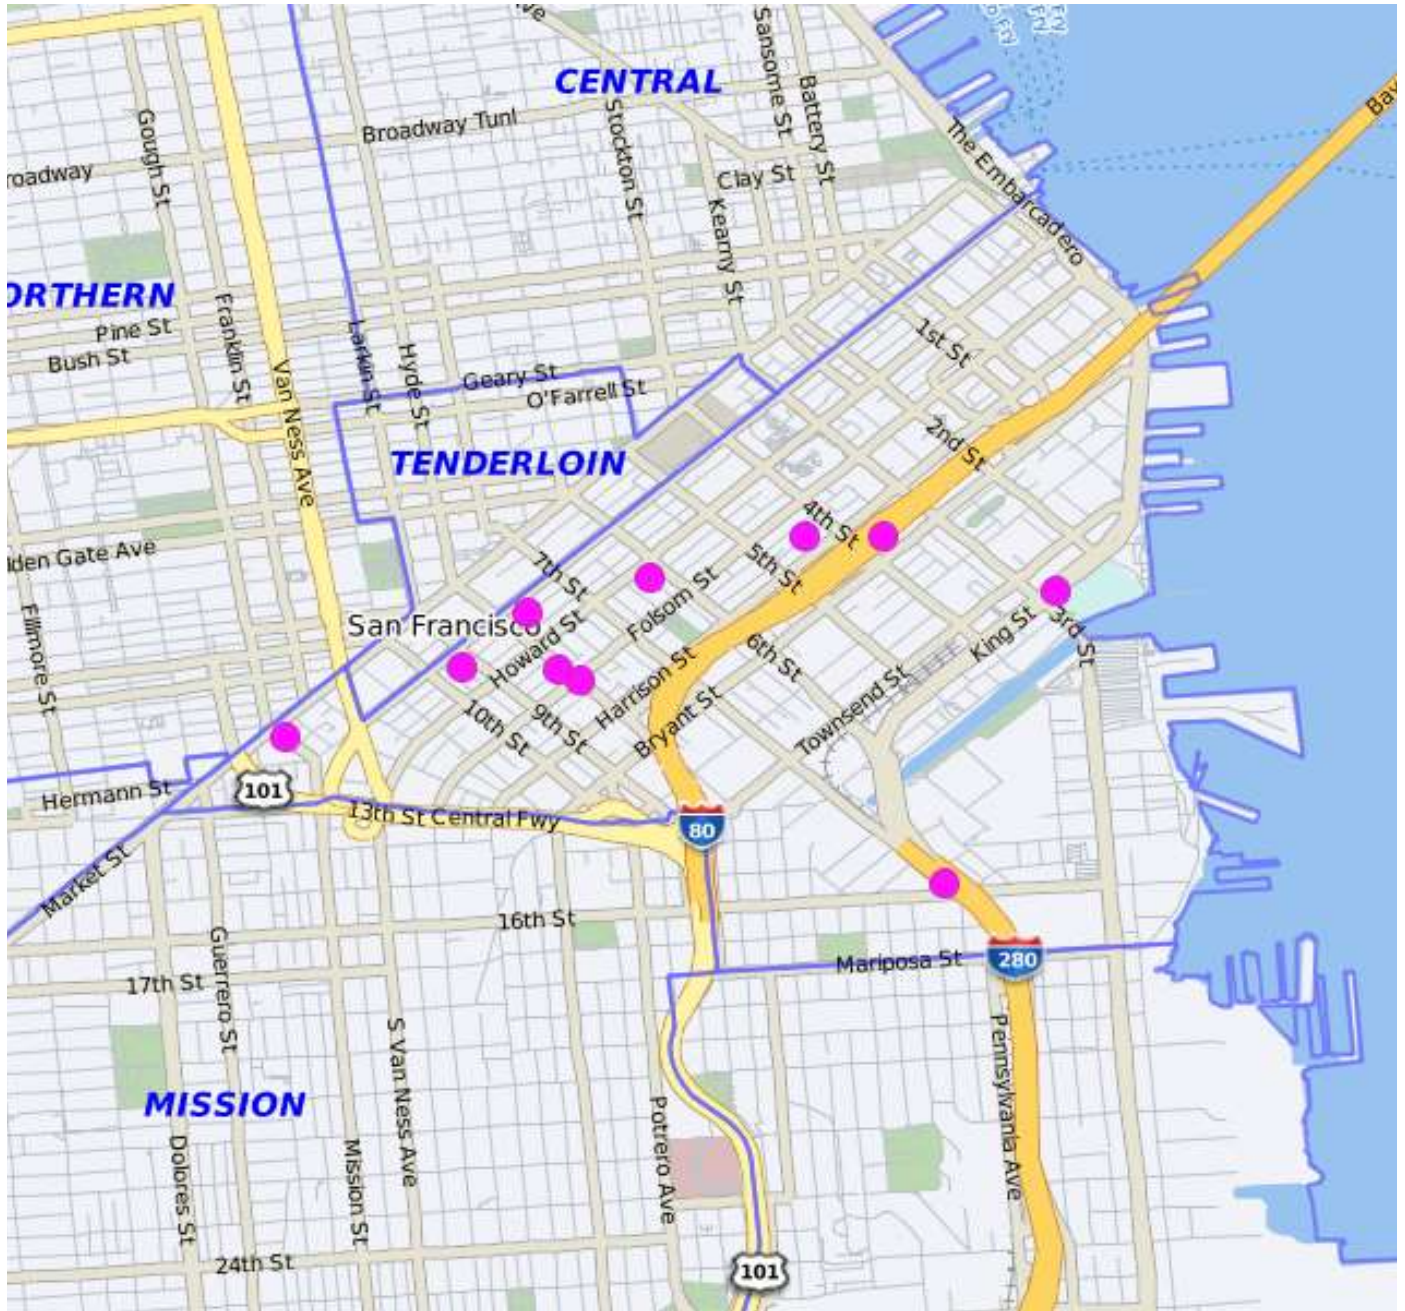 Ave
Sansome St
Battery St
CENTRAL
Stockton St
Broadway Tunl
Gough St
The Embarcadero
Bay
roadway
Clay St
Kearny St
ORTHERN
Franklin St
Pine St
Bush St
Larkin St
Hyde St
1st St
Van Ness Ave
Geary St
O'Farrell St
2nd St
TENDERLOIN
4th St
lden Gate Ave
7th St
5th St
Folsom St
Fillmore St
San Francisco
Howard St
King St
3rd St
6th St
Harrison St
Townsend St
Bryant St
10th St
9th St
Hermann St
101
13th St Central Fwy
80
Market St
16th St
Guerrero St
Mariposa St
280
17th St
S Van Ness Ave
Pennsylvania Ave
MISSION
Potrero Ave
Dolores St
Mission St
24th St
101